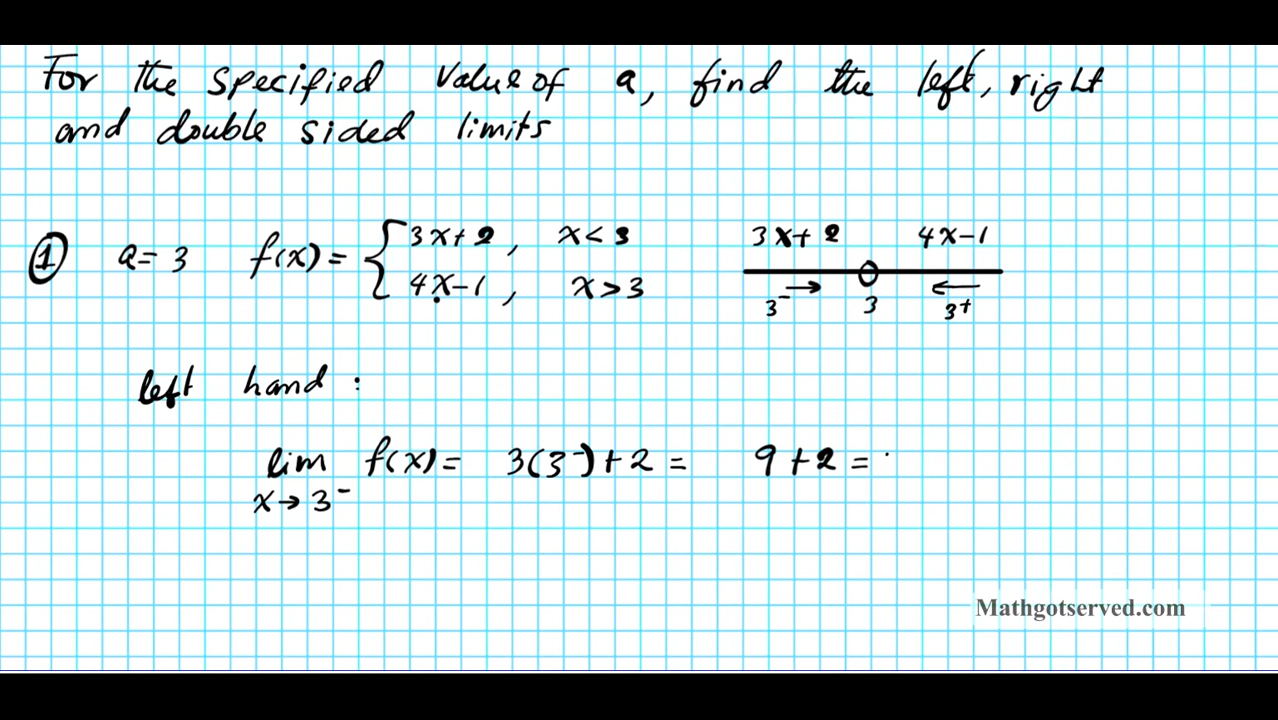 For the specified value of a, find the left, right
and double sided limits
① a = 3 f(x) = { 3x + 2 , x < 3
4x - 1 , x > 3
3x + 2 4x - 1
3⁻ → 3 ← 3⁺
left hand :
lim f(x) = 3(3⁻) + 2 = 9 + 2 =
x → 3⁻
Mathgotserved.com